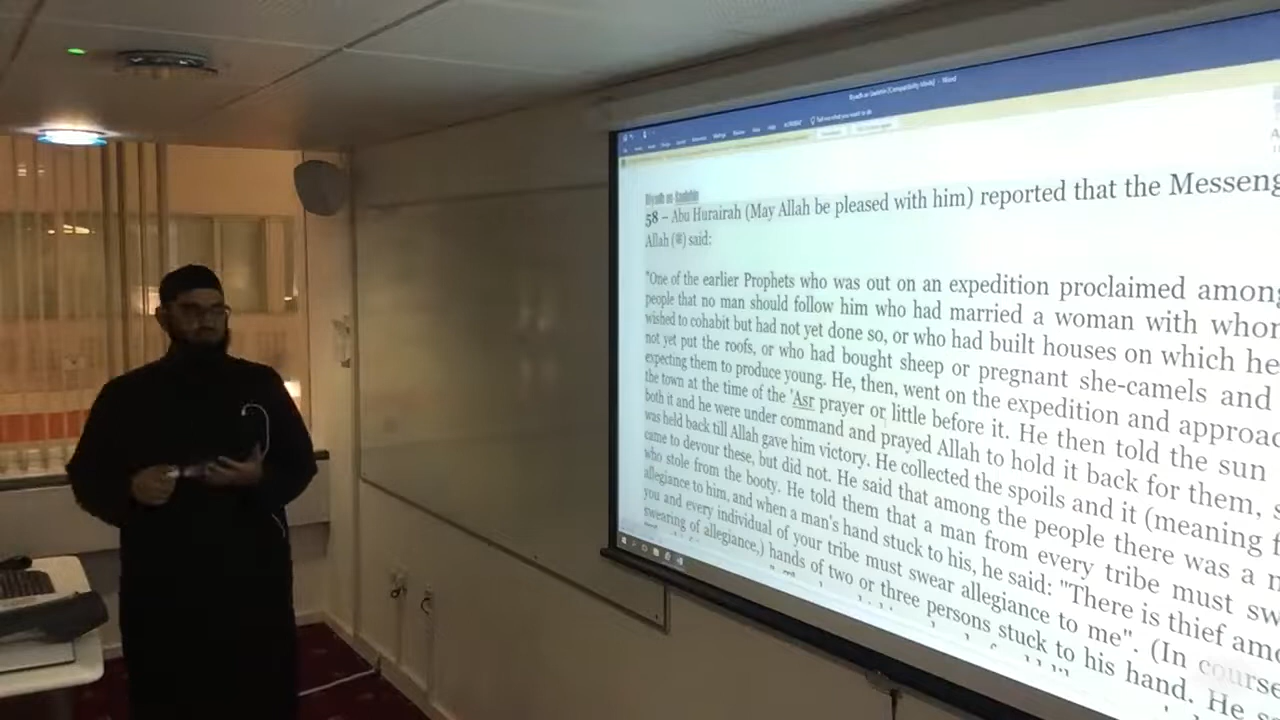 Riyadh as Saalehin
58 – Abu Hurairah (May Allah be pleased with him) reported that the Messeng
Allah (ﷺ) said:
"One of the earlier Prophets who was out on an expedition proclaimed among
people that no man should follow him who had married a woman with whom
wished to cohabit but had not yet done so, or who had built houses on which he
not yet put the roofs, or who had bought sheep or pregnant she-camels and
expecting them to produce young. He, then, went on the expedition and approac
the town at the time of the 'Asr prayer or little before it. He then told the sun
both it and he were under command and prayed Allah to hold it back for them, s
was held back till Allah gave him victory. He collected the spoils and it (meaning f
came to devour these, but did not. He said that among the people there was a m
who stole from the booty. He told them that a man from every tribe must sw
allegiance to him, and when a man's hand stuck to his, he said: "There is thief amo
you and every individual of your tribe must swear allegiance to me". (In course
swearing of allegiance,) hands of two or three persons stuck to his hand. He s